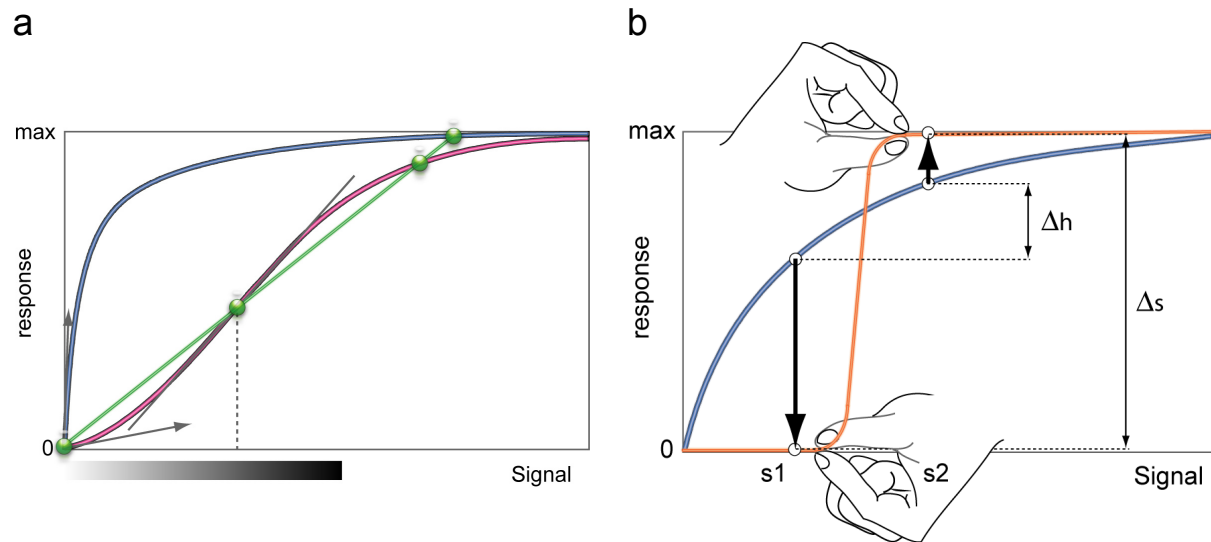 a
max
response
0
Signal
b
max
response
0
s1
s2
Signal
Δh
Δs